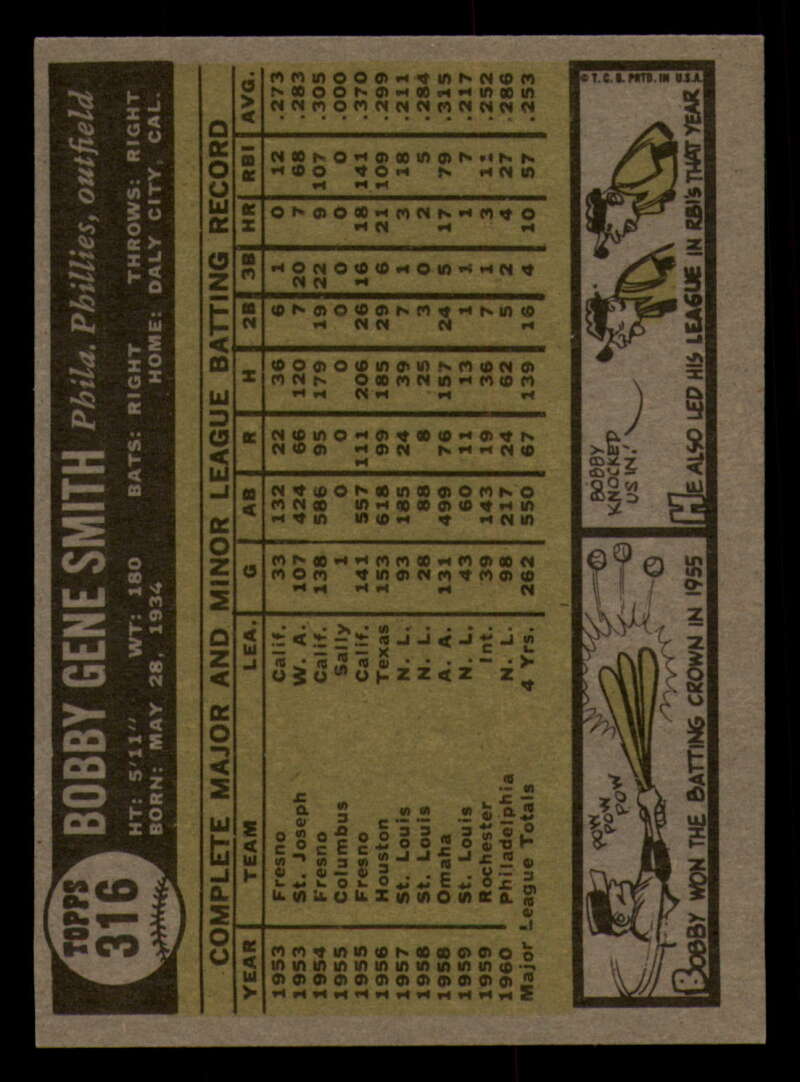 TOPPS
316
BOBBY GENE SMITH Phila. Phillies, outfield
HT: 5'11" WT: 180 BATS: RIGHT THROWS: RIGHT
BORN: MAY 28, 1934 HOME: DALY CITY, CAL.
COMPLETE MAJOR AND MINOR LEAGUE BATTING RECORD
YEAR TEAM LEA. G AB R H 2B 3B HR RBI AVG.
1953 Fresno Calif. 33 132 22 36 6 1 0 12 .273
1953 St. Joseph W. A. 107 424 66 120 7 20 7 68 .283
1954 Fresno Calif. 138 586 95 179 19 22 9 107 .305
1955 Columbus Sally 1 0 0 0 0 0 0 0 .000
1955 Fresno Calif. 141 557 111 206 26 16 18 141 .370
1956 Houston Texas 153 618 99 185 29 6 21 109 .299
1957 St. Louis N. L. 93 185 24 39 7 1 3 18 .211
1958 St. Louis N. L. 28 88 8 25 3 0 2 5 .284
1958 Omaha A. A. 131 499 76 157 24 5 17 79 .315
1959 St. Louis N. L. 43 60 11 13 1 1 1 7 .217
1959 Rochester Int. 39 143 19 36 7 1 3 .252
1960 Philadelphia N. L. 98 217 24 62 5 2 4 27 .286
Major League Totals 4 Yrs. 262 550 67 139 16 4 10 57 .253
POW
POW
POW
BOBBY WON THE BATTING CROWN IN 1955
BOBBY
KNOCKED
US IN!
HE ALSO LED HIS LEAGUE IN RBI'S THAT YEAR
© T. C. G. PRTD. IN U.S.A.